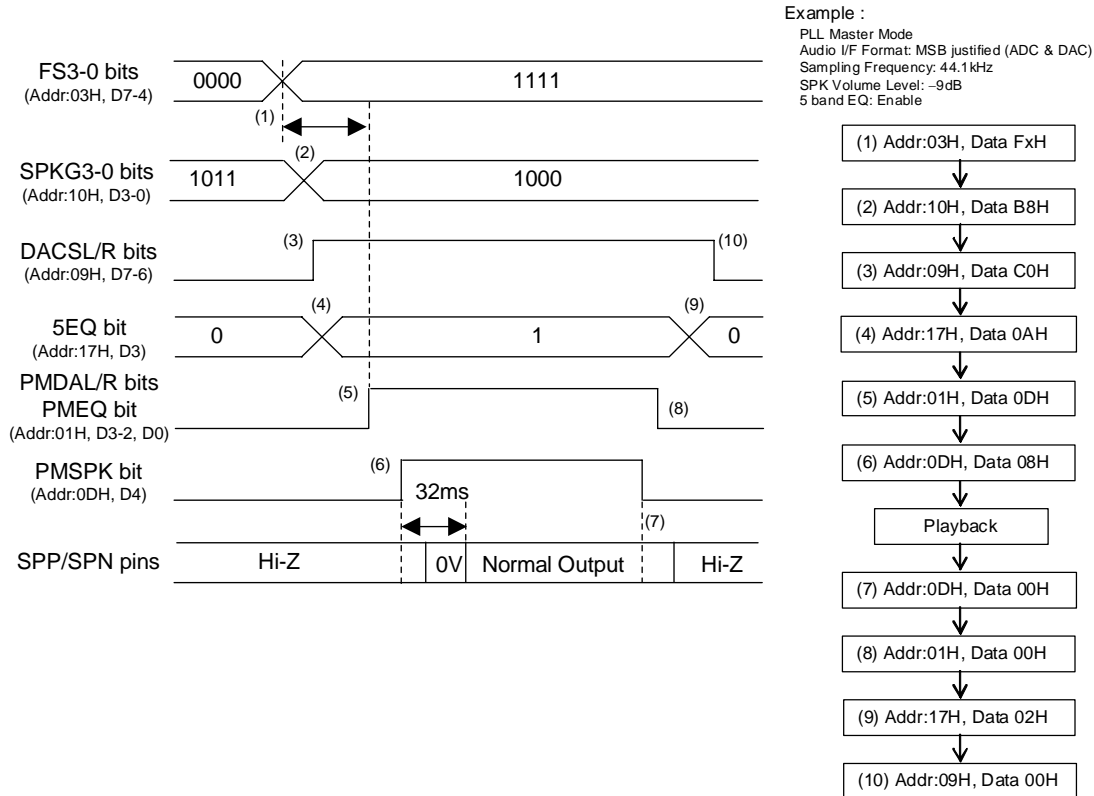 Example :
PLL Master Mode
Audio I/F Format: MSB justified (ADC & DAC)
Sampling Frequency: 44.1kHz
SPK Volume Level: −9dB
5 band EQ: Enable
FS3-0 bits
(Addr:03H, D7-4)
0000
1111
(1)
SPKG3-0 bits
(Addr:10H, D3-0)
1011
(2)
1000
DACSL/R bits
(Addr:09H, D7-6)
(3)
(10)
5EQ bit
(Addr:17H, D3)
0
(4)
1
(9)
0
PMDAL/R bits
PMEQ bit
(Addr:01H, D3-2, D0)
(5)
(8)
PMSPK bit
(Addr:0DH, D4)
(6)
32ms
(7)
SPP/SPN pins
Hi-Z
0V
Normal Output
Hi-Z
(1) Addr:03H, Data FxH
(2) Addr:10H, Data B8H
(3) Addr:09H, Data C0H
(4) Addr:17H, Data 0AH
(5) Addr:01H, Data 0DH
(6) Addr:0DH, Data 08H
Playback
(7) Addr:0DH, Data 00H
(8) Addr:01H, Data 00H
(9) Addr:17H, Data 02H
(10) Addr:09H, Data 00H